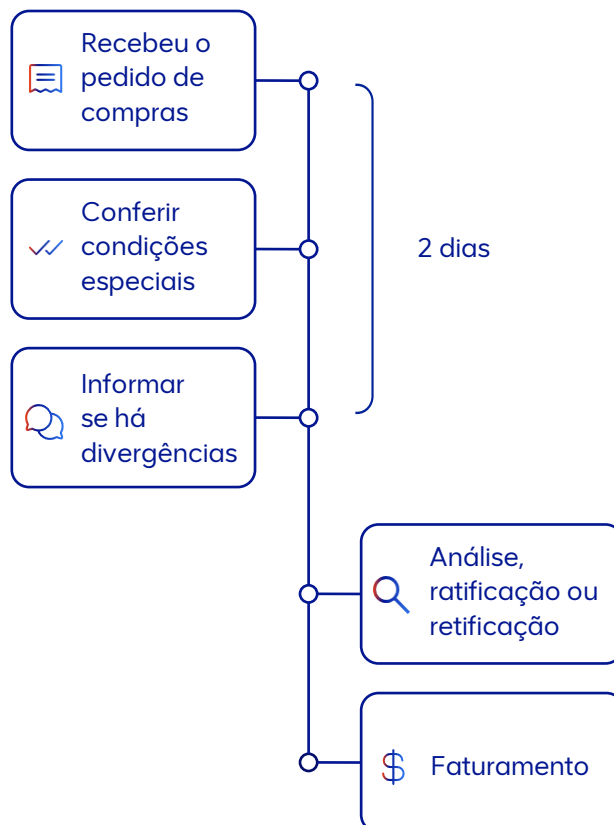 Recebeu o
pedido de
compras
Conferir
condições
especiais
2 dias
Informar
se há
divergências
Análise,
ratificação ou
retificação
Faturamento